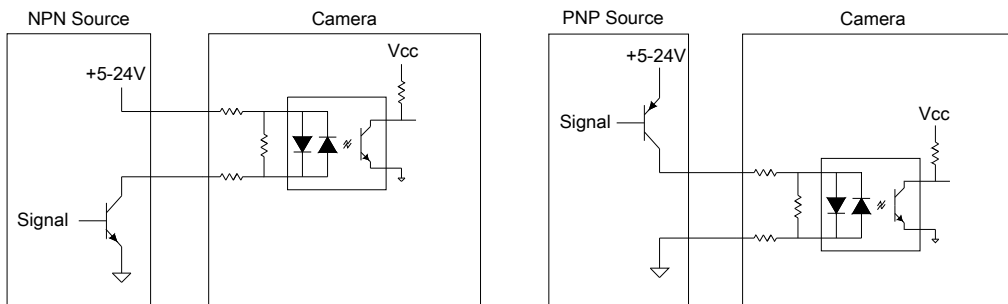 NPN Source
Camera
+5-24V
Vcc
Signal
PNP Source
Camera
+5-24V
Signal
Vcc